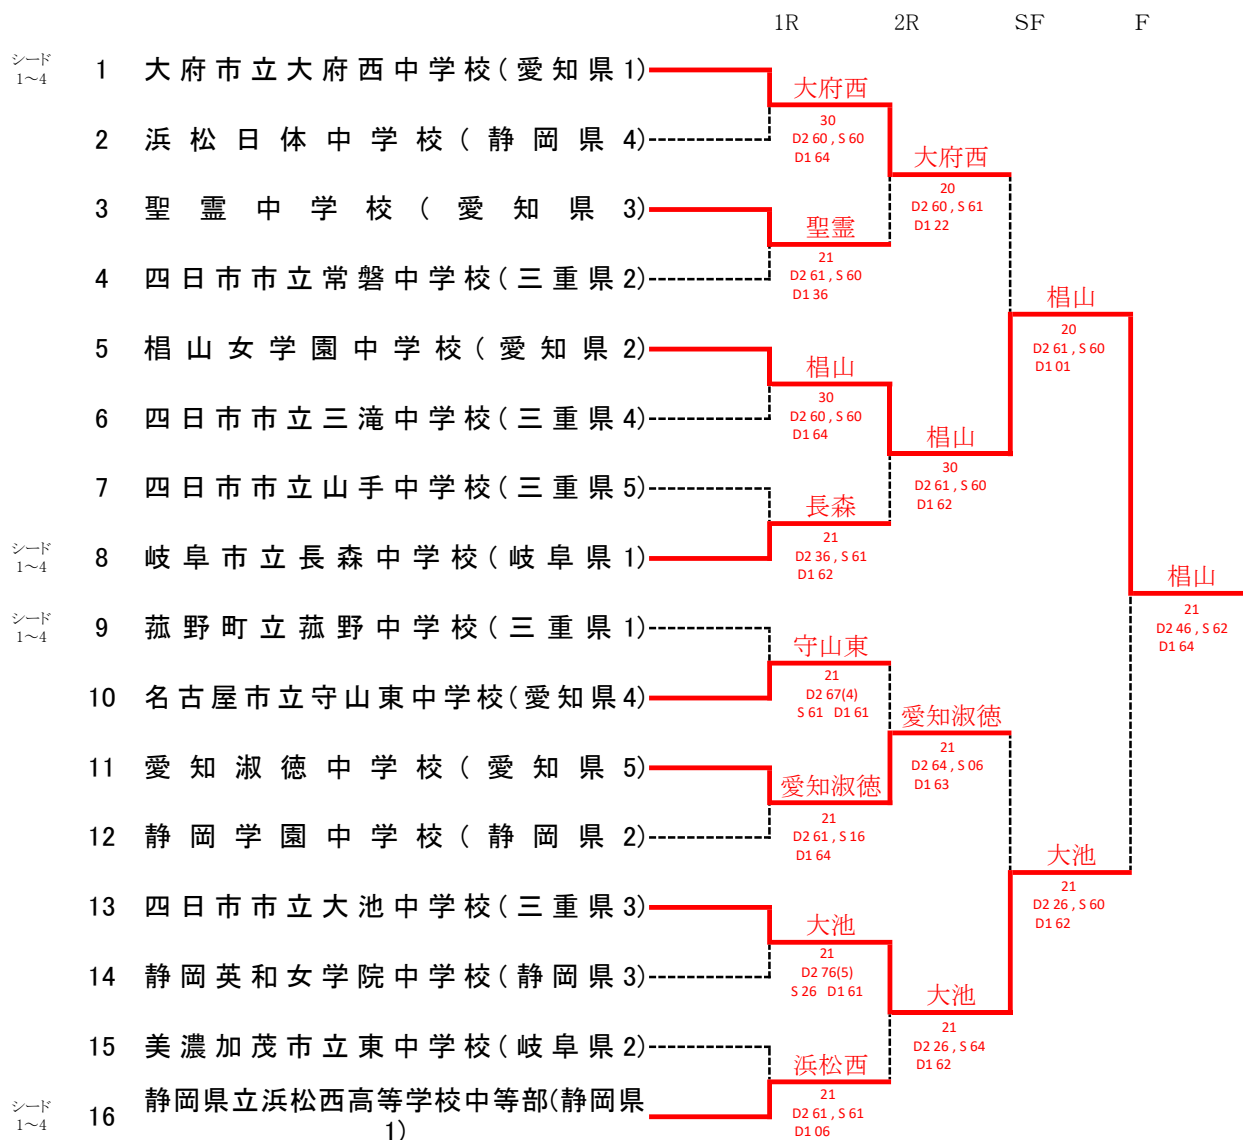 1R 2R SF F
シード
1～4
1 大府市立大府西中学校(愛知県1)
大府西
30
D2 60 , S 60
D1 64
2 浜松日体中学校(静岡県4)
大府西
20
D2 60 , S 61
D1 22
3 聖霊中学校(愛知県3)
聖霊
21
D2 61 , S 60
D1 36
4 四日市市立常磐中学校(三重県2)
椙山
20
D2 61 , S 60
D1 01
5 椙山女学園中学校(愛知県2)
椙山
30
D2 60 , S 60
D1 64
6 四日市市立三滝中学校(三重県4)
椙山
30
D2 61 , S 60
D1 62
7 四日市市立山手中学校(三重県5)
長森
21
D2 36 , S 61
D1 62
シード
1～4
8 岐阜市立長森中学校(岐阜県1)
椙山
21
D2 46 , S 62
D1 64
シード
1～4
9 菰野町立菰野中学校(三重県1)
守山東
21
D2 67(4)
S 61 D1 61
10 名古屋市立守山東中学校(愛知県4)
愛知淑徳
21
D2 64 , S 06
D1 63
11 愛知淑徳中学校(愛知県5)
愛知淑徳
21
D2 61 , S 16
D1 64
12 静岡学園中学校(静岡県2)
大池
21
D2 26 , S 60
D1 62
13 四日市市立大池中学校(三重県3)
大池
21
D2 76(5)
S 26 D1 61
14 静岡英和女学院中学校(静岡県3)
大池
21
D2 26 , S 64
D1 62
15 美濃加茂市立東中学校(岐阜県2)
浜松西
21
D2 61 , S 61
D1 06
シード
1～4
16 静岡県立浜松西高等学校中等部(静岡県
1)